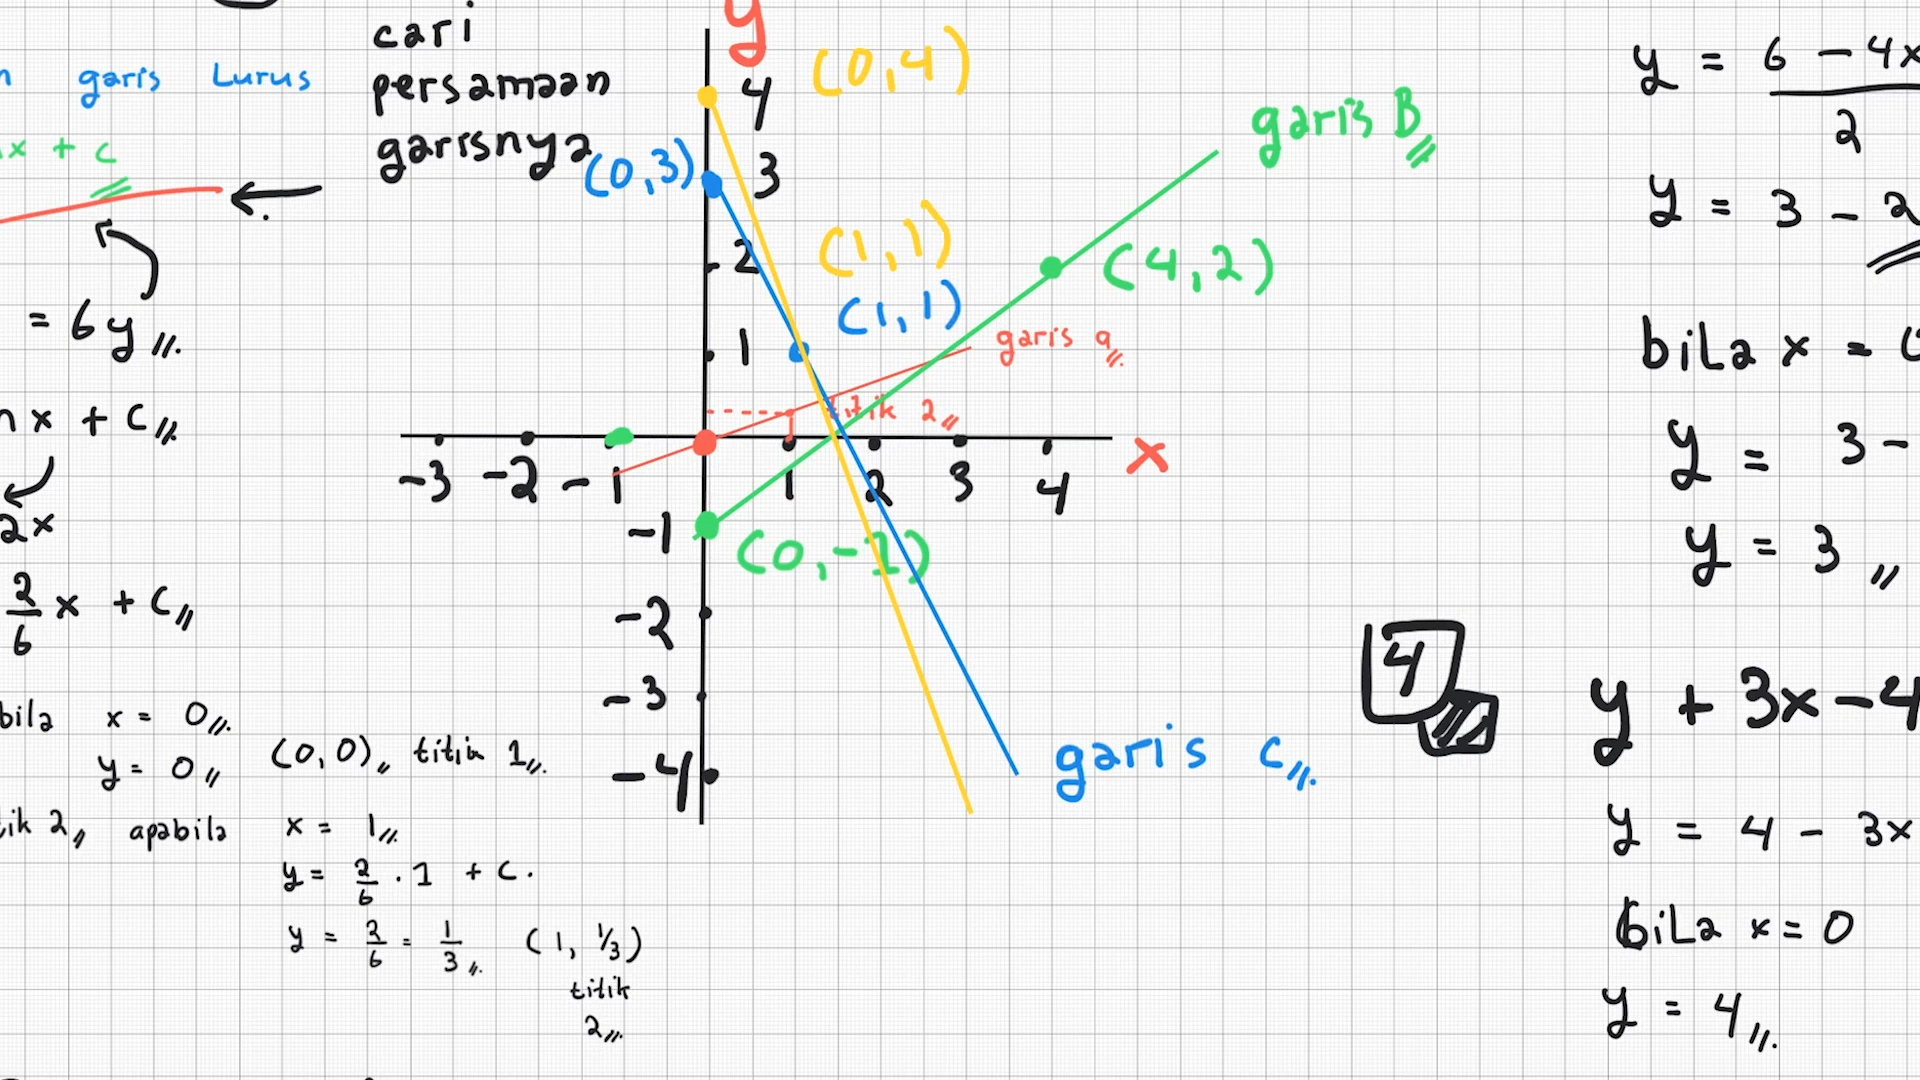 cari
garis Lurus
persamaan
garisnya
x + c
= 6y
x + c
2x
2/6 x + c
bila x = 0
y = 0
(0,0), titik 1
titik 2, apabila x = 1
y = 2/6 . 1 + c.
y = 2/6 = 1/3 (1, 1/3)
titik
2
y
(0,4)
4
(0,3)
3
2
(1,1)
(1,1)
1
garis B
(4,2)
garis a
titik 2
-3 -2 -1 1 2 3 4
x
-1
(0,-1)
-2
-3
-4
garis c
y = 6 - 4x
2
y = 3 - 2
bila x =
y = 3 -
y = 3
4
y + 3x - 4
y = 4 - 3x
bila x = 0
y = 4